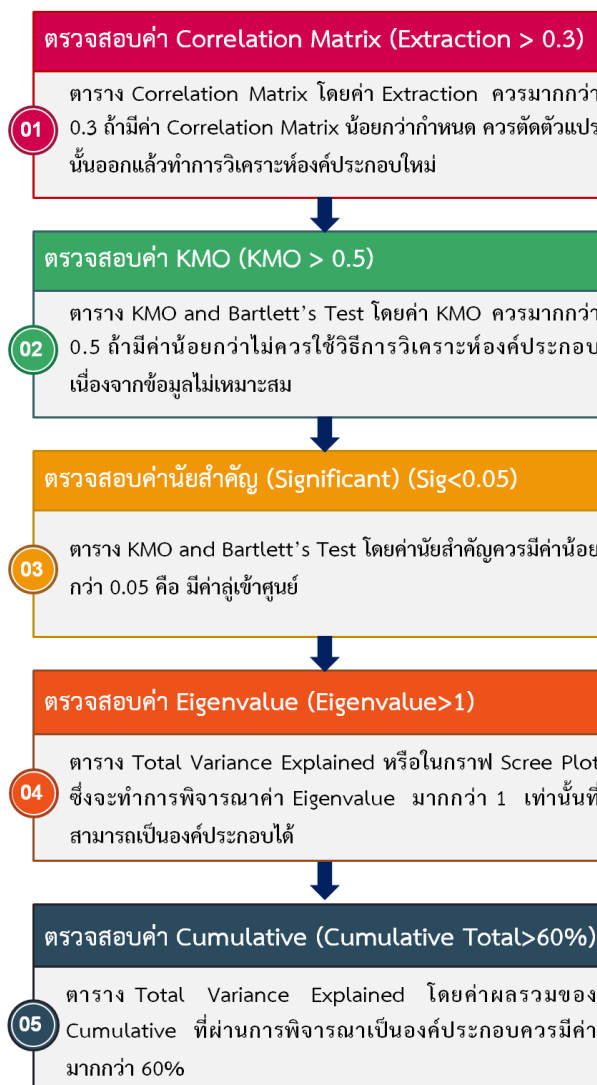 ตรวจสอบค่า Correlation Matrix (Extraction > 0.3)
ตาราง Correlation Matrix โดยค่า Extraction ควรมากกว่า
01
0.3 ถ้ามีค่า Correlation Matrix น้อยกว่ากำหนด ควรตัดตัวแปร
นั้นออกแล้วทำการวิเคราะห์องค์ประกอบใหม่
ตรวจสอบค่า KMO (KMO > 0.5)
ตาราง KMO and Bartlett’s Test โดยค่า KMO ควรมากกว่า
02
0.5 ถ้ามีค่าน้อยกว่าไม่ควรใช้วิธีการวิเคราะห์องค์ประกอบ
เนื่องจากข้อมูลไม่เหมาะสม
ตรวจสอบค่านัยสำคัญ (Significant) (Sig<0.05)
ตาราง KMO and Bartlett’s Test โดยค่านัยสำคัญควรมีค่าน้อย
03
กว่า 0.05 คือ มีค่าลู่เข้าศูนย์
ตรวจสอบค่า Eigenvalue (Eigenvalue>1)
ตาราง Total Variance Explained หรือในกราฟ Scree Plot
04
ซึ่งจะทำการพิจารณาค่า Eigenvalue มากกว่า 1 เท่านั้นที่
สามารถเป็นองค์ประกอบได้
ตรวจสอบค่า Cumulative (Cumulative Total>60%)
ตาราง Total Variance Explained โดยค่าผลรวมของ
05
Cumulative ที่ผ่านการพิจารณาเป็นองค์ประกอบควรมีค่า
มากกว่า 60%